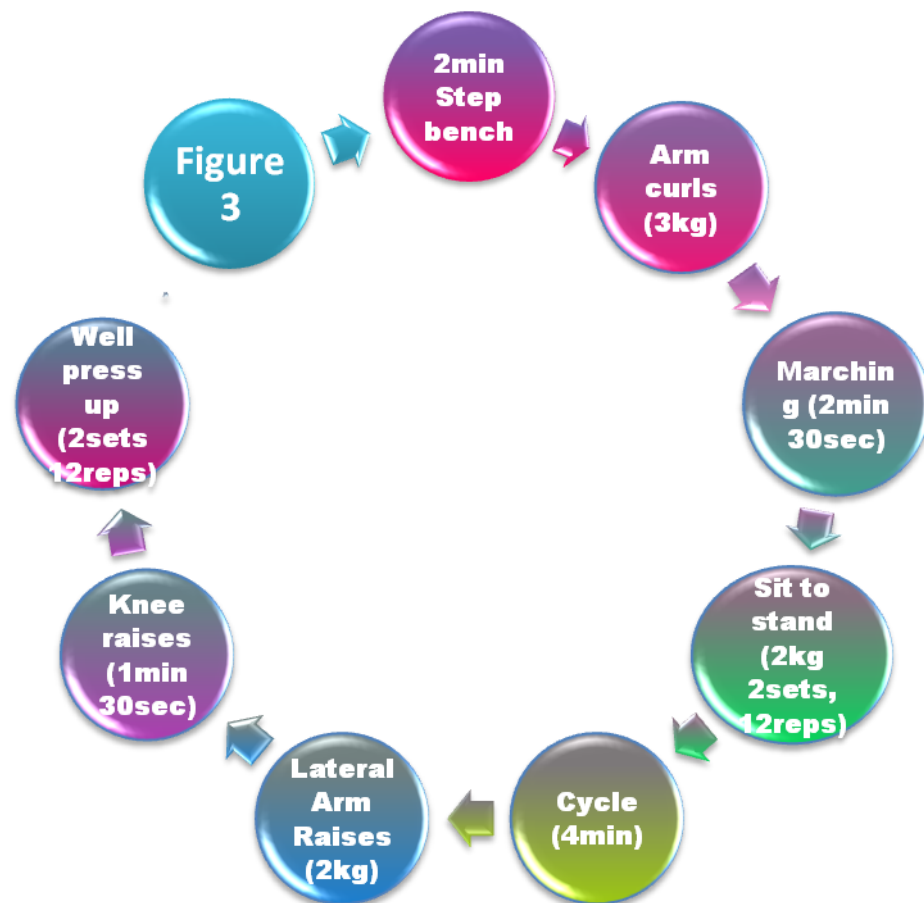 Figure
3
2min
Step
bench
Arm
curls
(3kg)
Marchin
g (2min
30sec)
Sit to
stand
(2kg
2sets,
12reps)
Cycle
(4min)
Lateral
Arm
Raises
(2kg)
Knee
raises
(1min
30sec)
Well
press
up
(2sets
12reps)